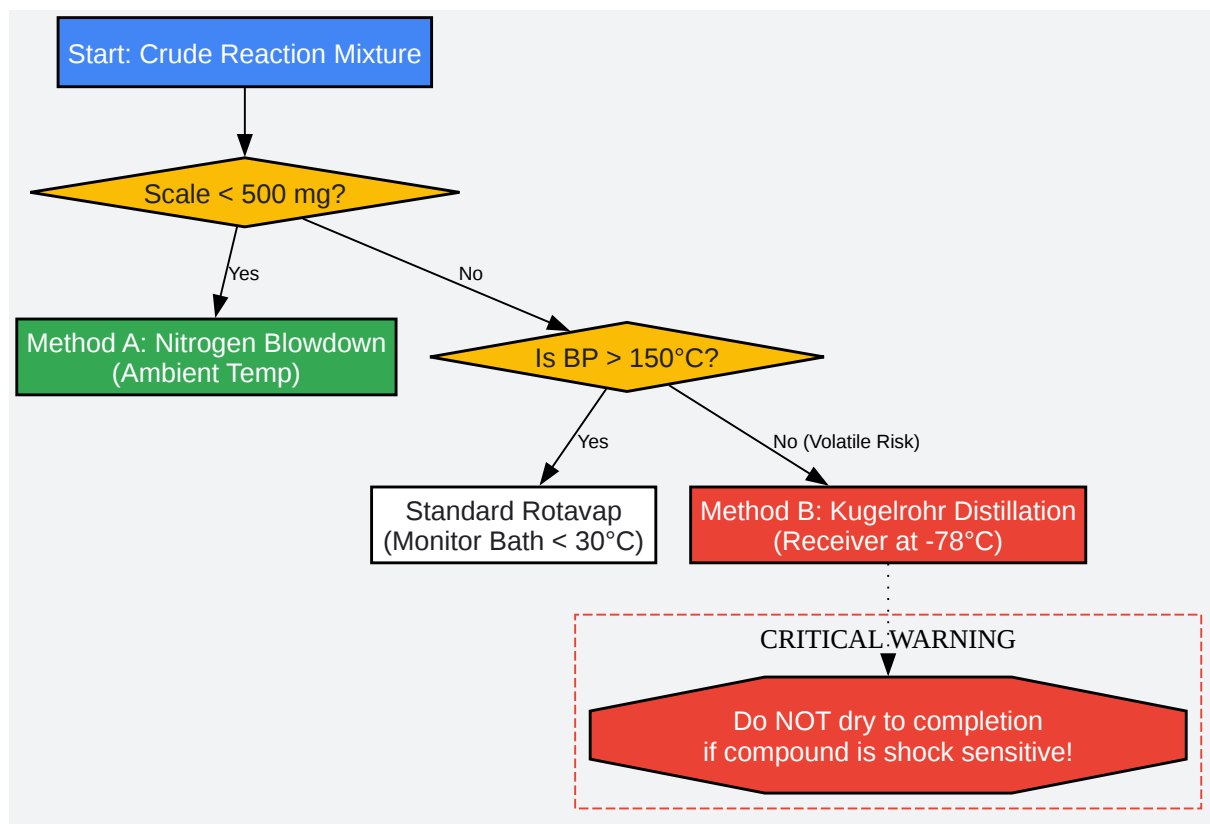 Start: Crude Reaction Mixture
Scale < 500 mg?
Yes
No
Method A: Nitrogen Blowdown
(Ambient Temp)
Is BP > 150°C?
Yes
No (Volatile Risk)
Standard Rotavap
(Monitor Bath < 30°C)
Method B: Kugelrohr Distillation
(Receiver at -78°C)
CRITICAL WARNING
Do NOT dry to completion
if compound is shock sensitive!